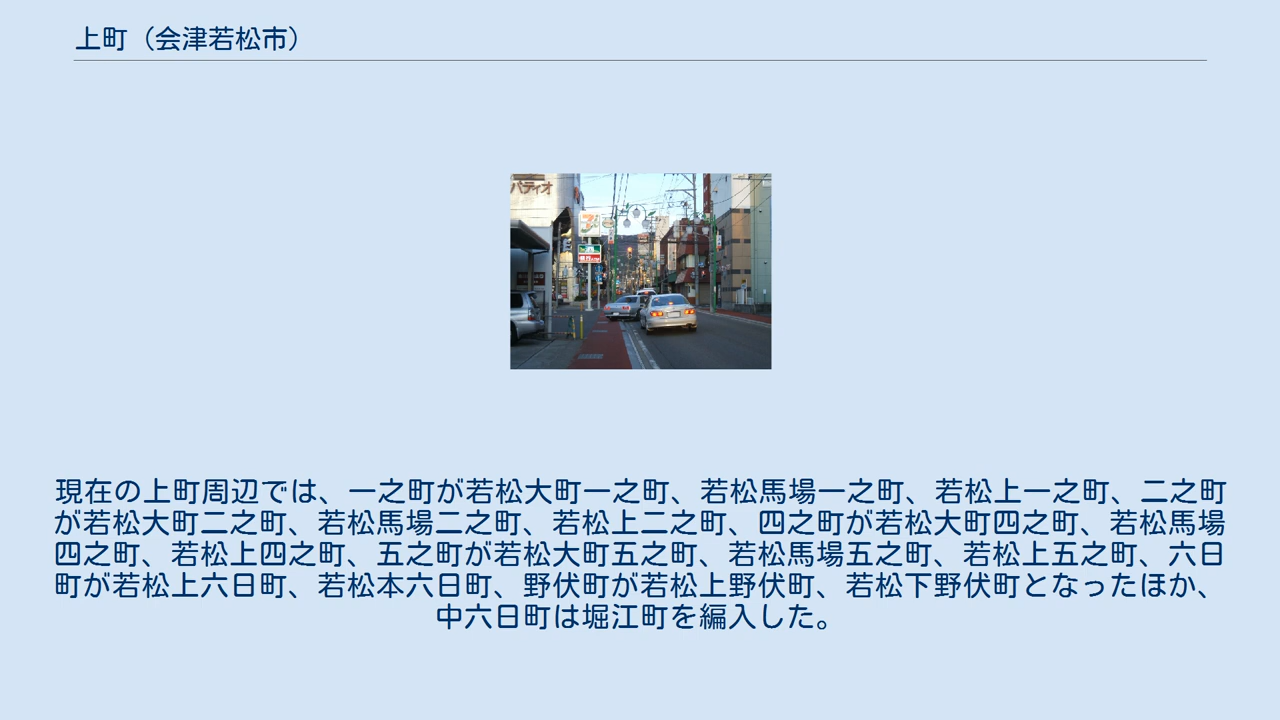 上町（会津若松市）
パティオ
現在の上町周辺では、一之町が若松大町一之町、若松馬場一之町、若松上一之町、二之町
が若松大町二之町、若松馬場二之町、若松上二之町、四之町が若松大町四之町、若松馬場
四之町、若松上四之町、五之町が若松大町五之町、若松馬場五之町、若松上五之町、六日
町が若松上六日町、若松本六日町、野伏町が若松上野伏町、若松下野伏町となったほか、
中六日町は堀江町を編入した。